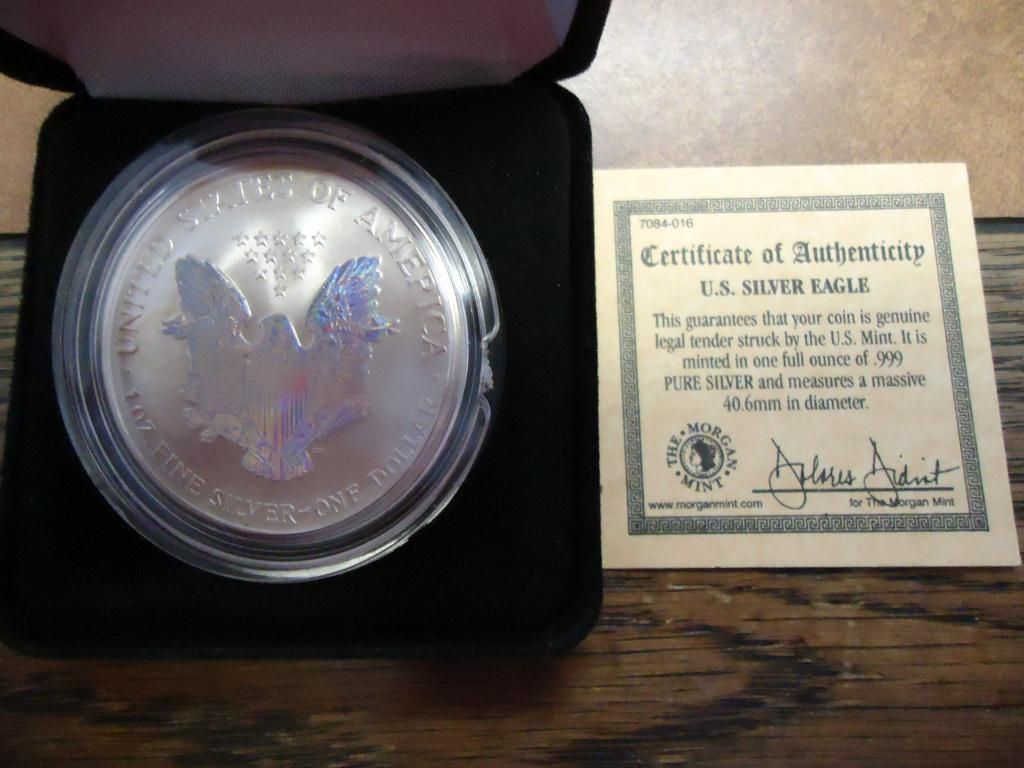 UNITED STATES OF AMERICA
1 OZ. FINE SILVER-ONE DOLLAR
7084-016
Certificate of Authenticity
U.S. SILVER EAGLE
This guarantees that your coin is genuine
legal tender struck by the U.S. Mint. It is
minted in one full ounce of .999
PURE SILVER and measures a massive
40.6mm in diameter.
THE • MORGAN • MINT •
www.morganmint.com
for The Morgan Mint